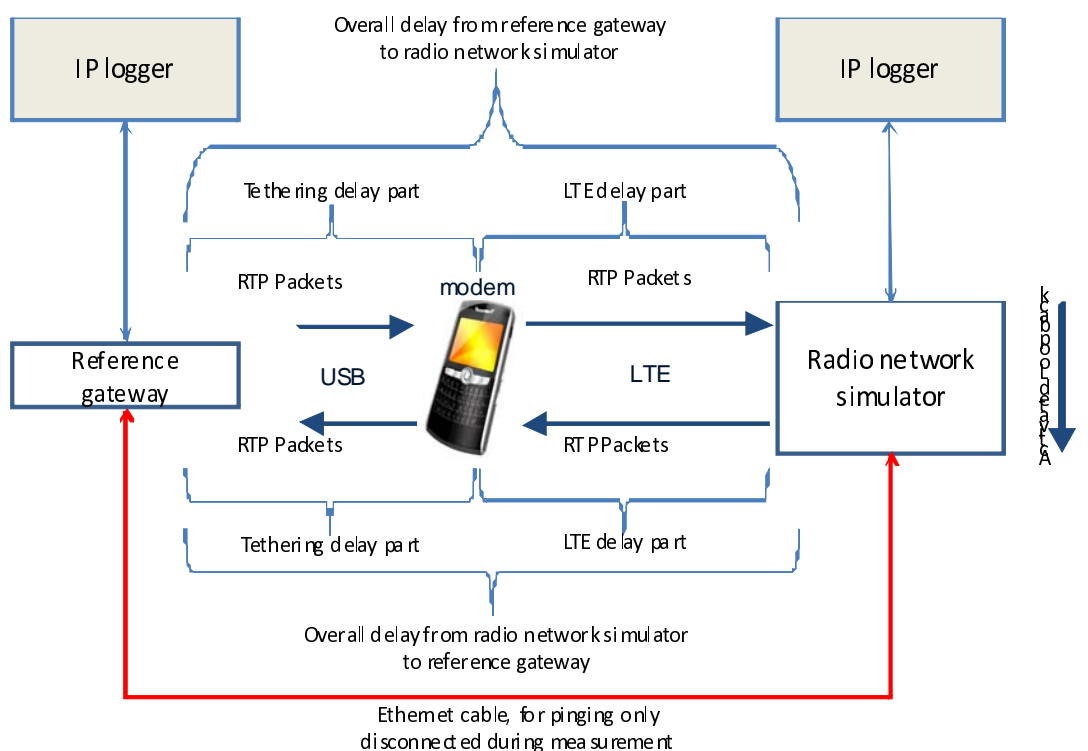 Overall delay from reference gateway
to radio network simulator
IP logger
IP logger
Tethering delay part
LTE delay part
RTP Packets
RTP Packets
modem
Reference
gateway
USB
LTE
Radio network
simulator
Activated Loopback
RTP Packets
RTP Packets
Tethering delay part
LTE delay part
Overall delay from radio network simulator
to reference gateway
Ethernet cable, for pinging only
disconnected during measurement